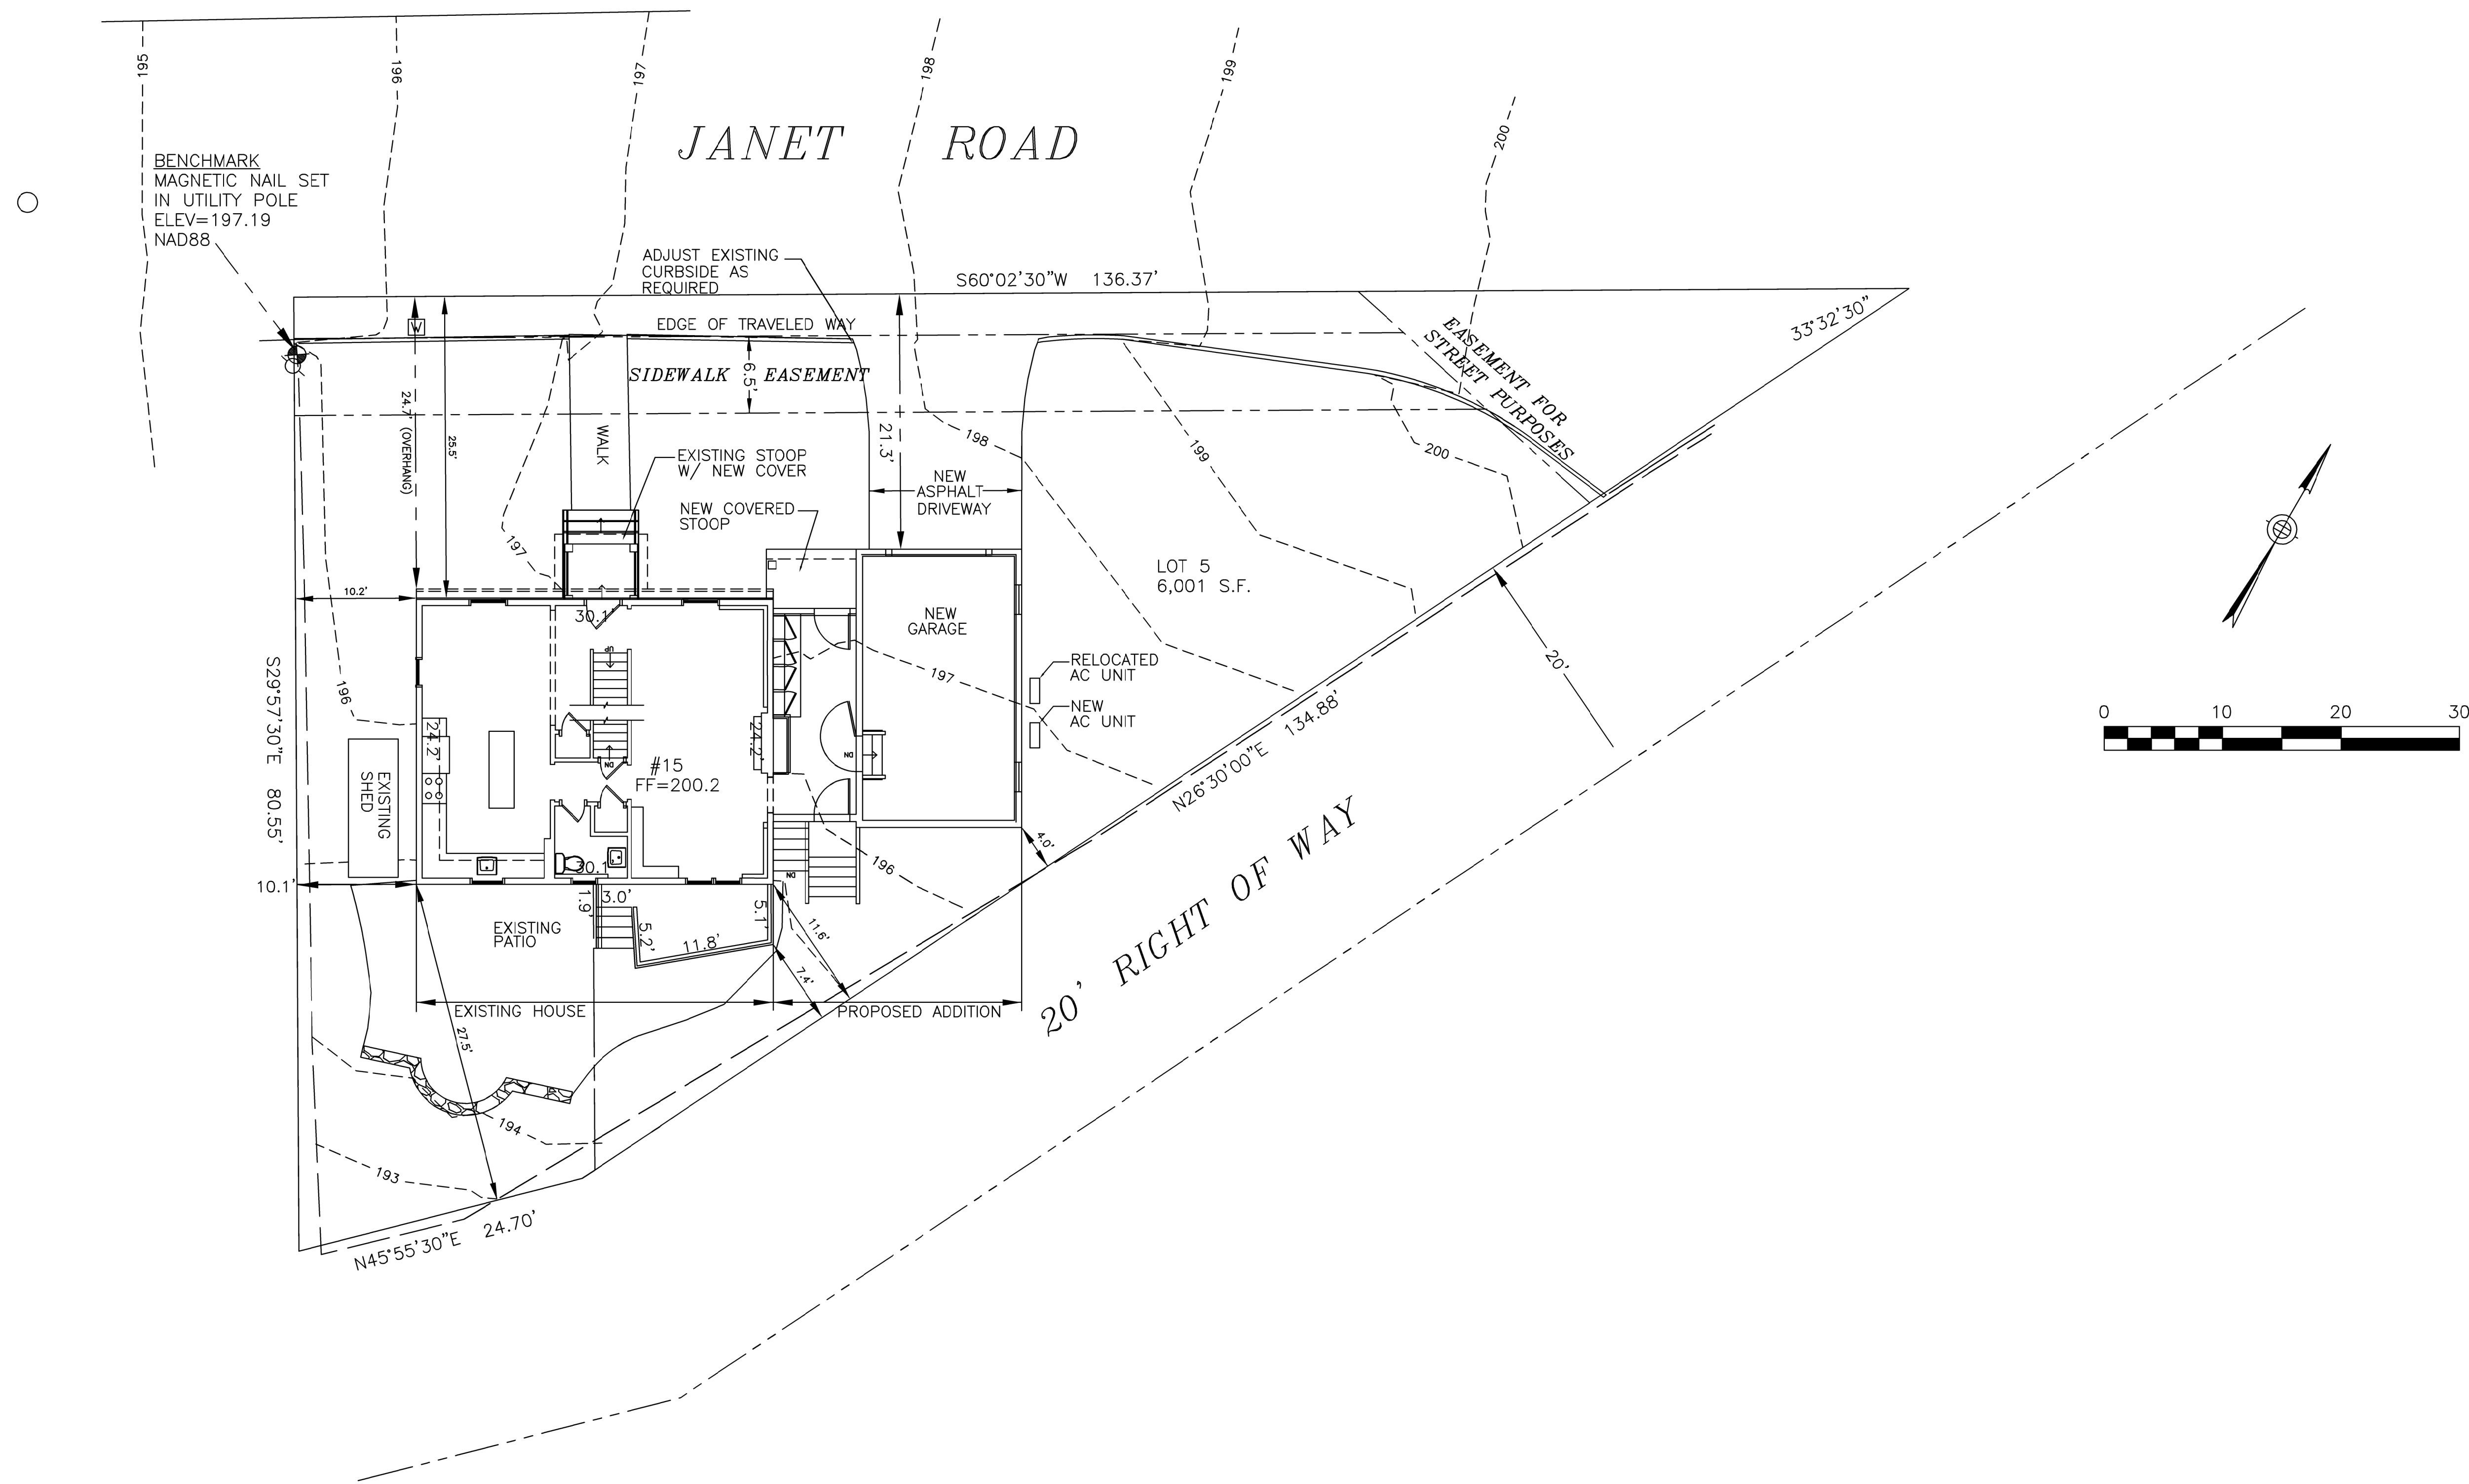 195
196
197
198
199
200
JANET ROAD
BENCHMARK
MAGNETIC NAIL SET
IN UTILITY POLE
ELEV=197.19
NAD88
ADJUST EXISTING
CURBSIDE AS
REQUIRED
S60°02'30"W 136.37'
33°32'30"
W
EDGE OF TRAVELED WAY
SIDEWALK EASEMENT
6.5'
EASEMENT FOR
STREET PURPOSES
24.7' (OVERHANG)
25.5'
WALK
21.3'
198
199
200
EXISTING STOOP
W/ NEW COVER
NEW
ASPHALT
DRIVEWAY
NEW COVERED
STOOP
197
LOT 5
6,001 S.F.
10.2'
30.1'
NEW
GARAGE
UP
RELOCATED
AC UNIT
NEW
AC UNIT
197
20'
196
S29°57'30"E 80.55'
24.2'
24.2'
DN
DN
#15
FF=200.2
EXISTING
SHED
N26°30'00"E 134.88'
0 10 20 30
4.0'
196
30.1'
DN
10.1'
1.9'
3.0'
5.1'
5.2'
11.8'
11.6'
7.4'
EXISTING
PATIO
EXISTING HOUSE
PROPOSED ADDITION
20' RIGHT OF WAY
27.5'
194
193
N45°55'30"E 24.70'